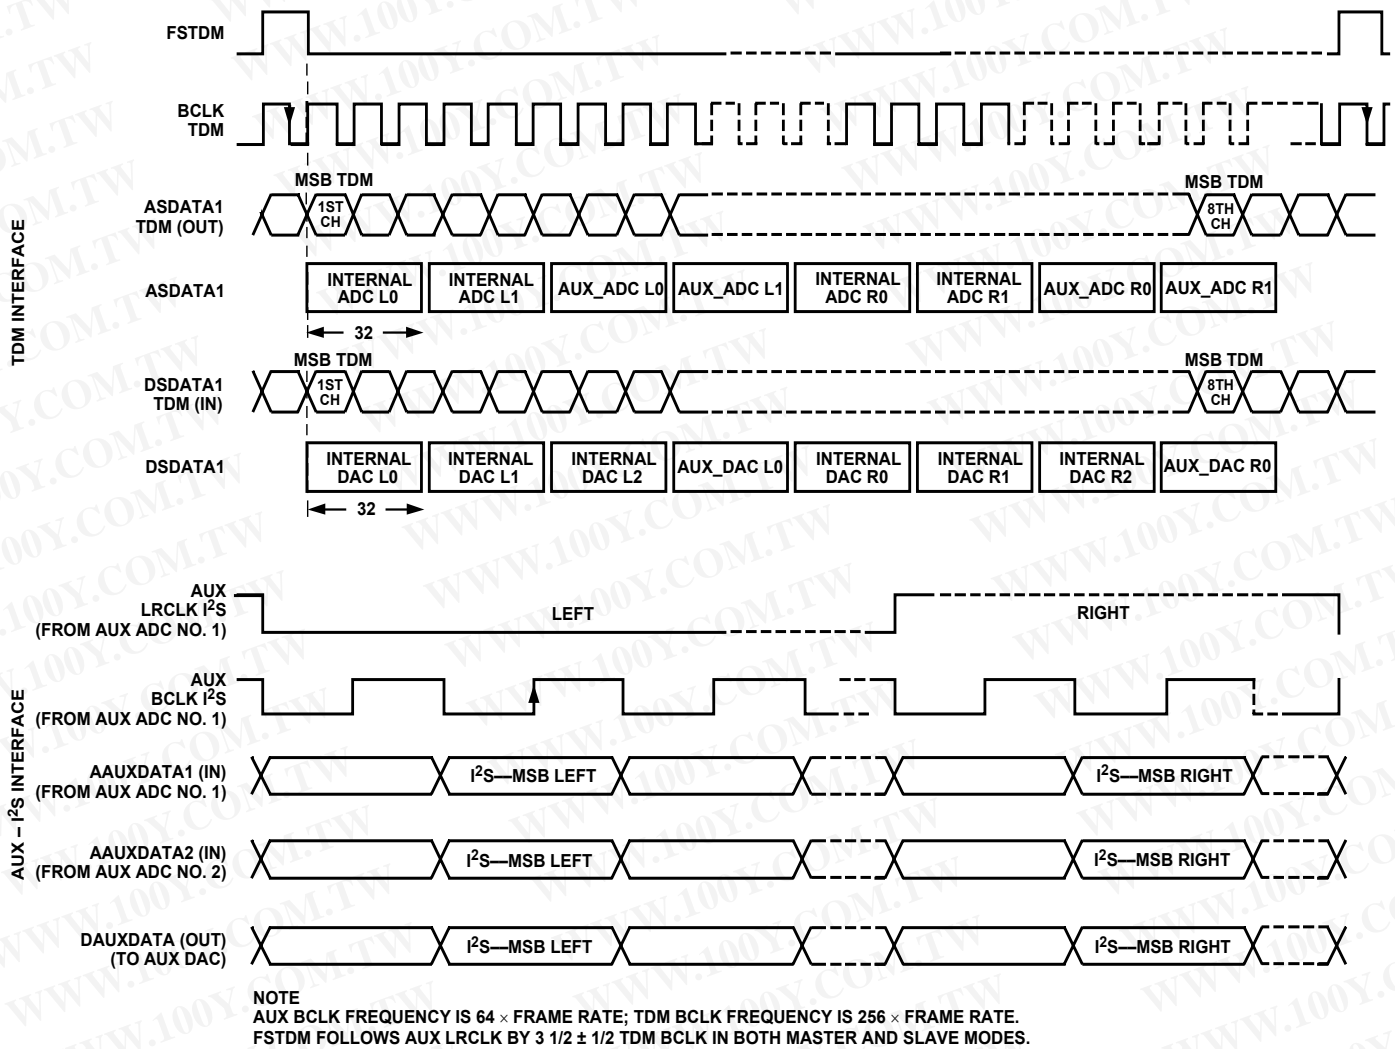 FSTDM
BCLK
TDM
MSB TDM
MSB TDM
ASDATA1
TDM (OUT)
1ST
CH
8TH
CH
ASDATA1
INTERNAL
ADC L0
INTERNAL
ADC L1
AUX_ADC L0
AUX_ADC L1
INTERNAL
ADC R0
INTERNAL
ADC R1
AUX_ADC R0
AUX_ADC R1
32
TDM INTERFACE
MSB TDM
MSB TDM
DSDATA1
TDM (IN)
1ST
CH
8TH
CH
DSDATA1
INTERNAL
DAC L0
INTERNAL
DAC L1
INTERNAL
DAC L2
AUX_DAC L0
INTERNAL
DAC R0
INTERNAL
DAC R1
INTERNAL
DAC R2
AUX_DAC R0
32
AUX
LRCLK I²S
(FROM AUX ADC NO. 1)
LEFT
RIGHT
AUX
BCLK I²S
(FROM AUX ADC NO. 1)
AUX – I²S INTERFACE
AAUXDATA1 (IN)
(FROM AUX ADC NO. 1)
I²S—MSB LEFT
I²S—MSB RIGHT
AAUXDATA2 (IN)
(FROM AUX ADC NO. 2)
I²S—MSB LEFT
I²S—MSB RIGHT
DAUXDATA (OUT)
(TO AUX DAC)
I²S—MSB LEFT
I²S—MSB RIGHT
NOTE
AUX BCLK FREQUENCY IS 64 × FRAME RATE; TDM BCLK FREQUENCY IS 256 × FRAME RATE.
FSTDM FOLLOWS AUX LRCLK BY 3 1/2 ± 1/2 TDM BCLK IN BOTH MASTER AND SLAVE MODES.
WWW.100Y.COM.TW